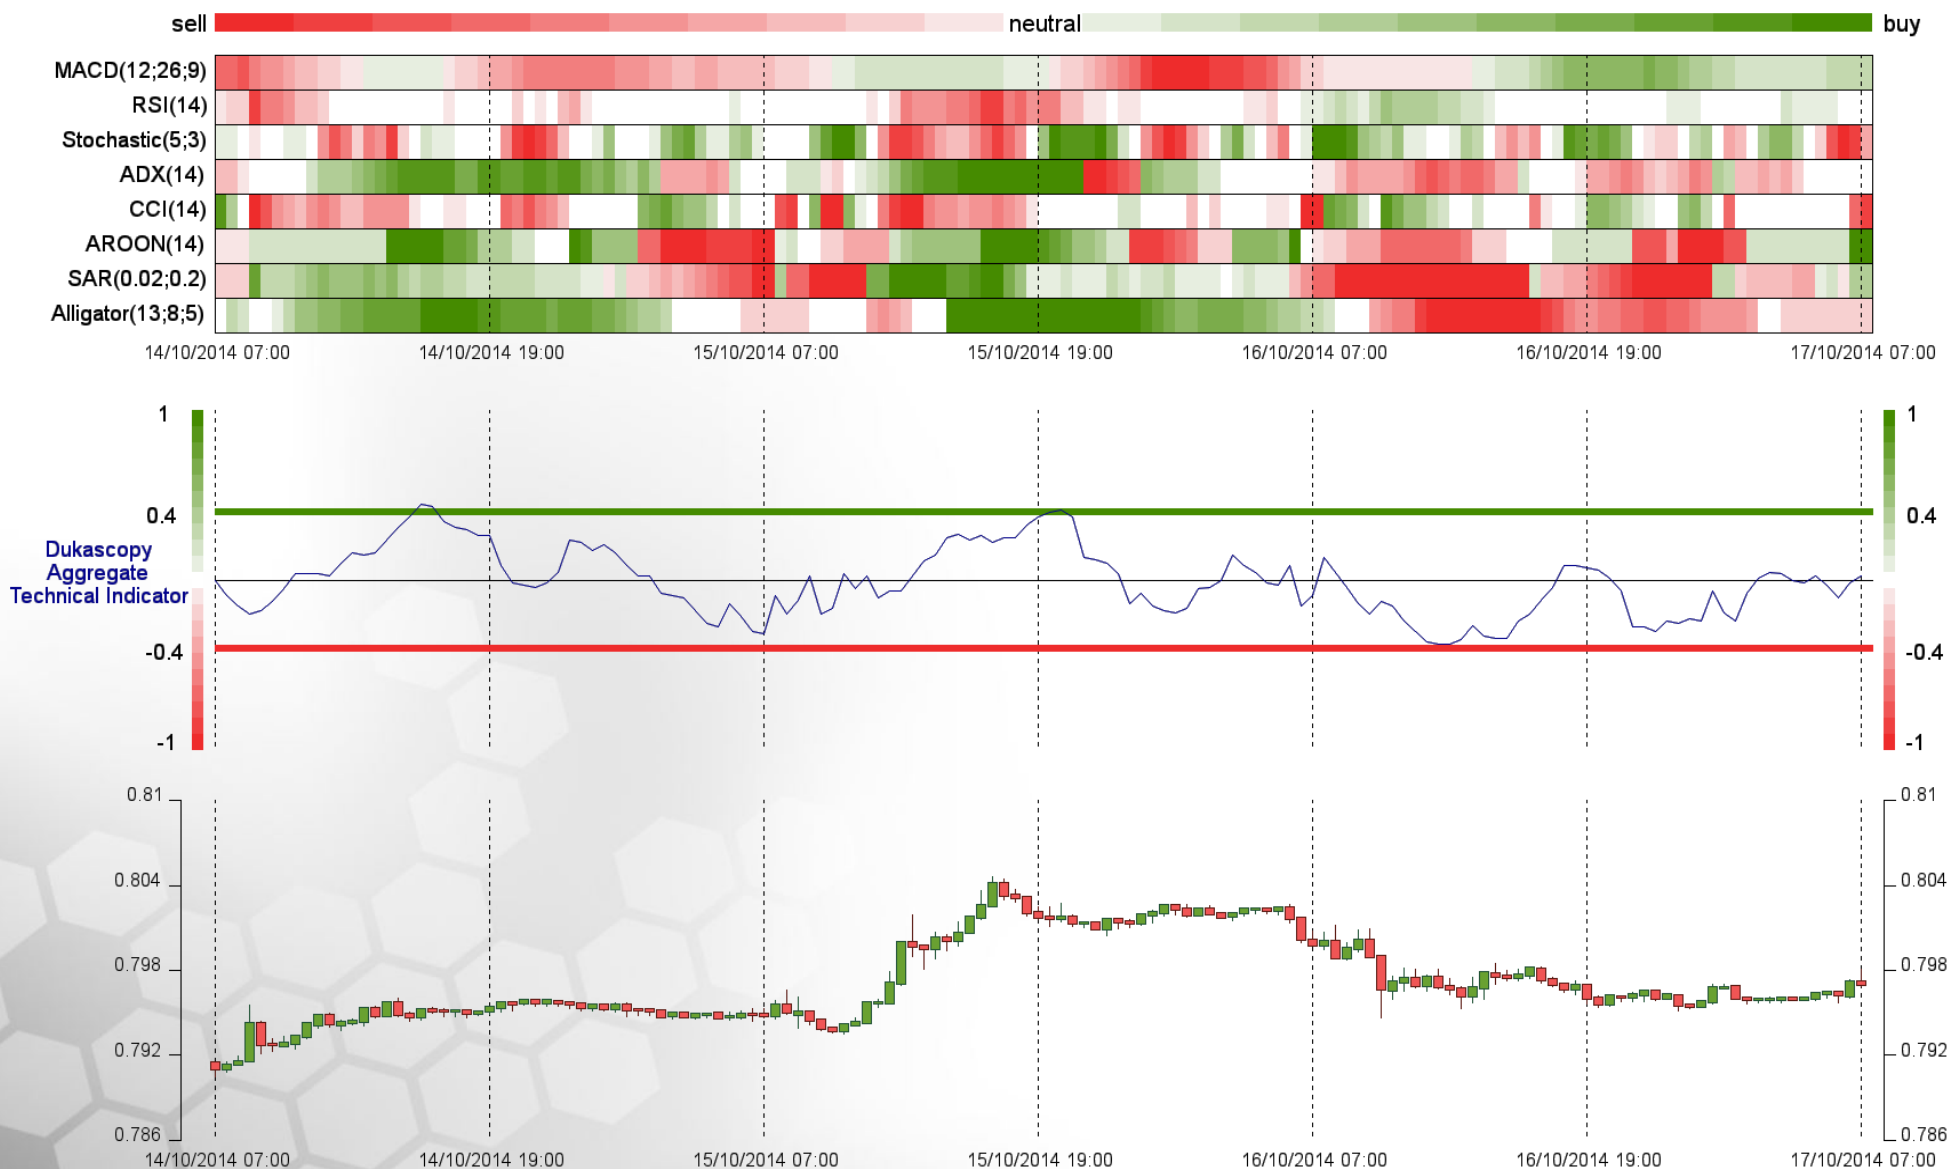 sell neutral buy
MACD(12;26;9)
RSI(14)
Stochastic(5;3)
ADX(14)
CCI(14)
AROON(14)
SAR(0.02;0.2)
Alligator(13;8;5)
14/10/2014 07:00 14/10/2014 19:00 15/10/2014 07:00 15/10/2014 19:00 16/10/2014 07:00 16/10/2014 19:00 17/10/2014 07:00
1 1
0.4 0.4
Dukascopy
Aggregate
Technical Indicator
-0.4 -0.4
-1 -1
0.81 0.81
0.804 0.804
0.798 0.798
0.792 0.792
0.786 0.786
14/10/2014 07:00 14/10/2014 19:00 15/10/2014 07:00 15/10/2014 19:00 16/10/2014 07:00 16/10/2014 19:00 17/10/2014 07:00